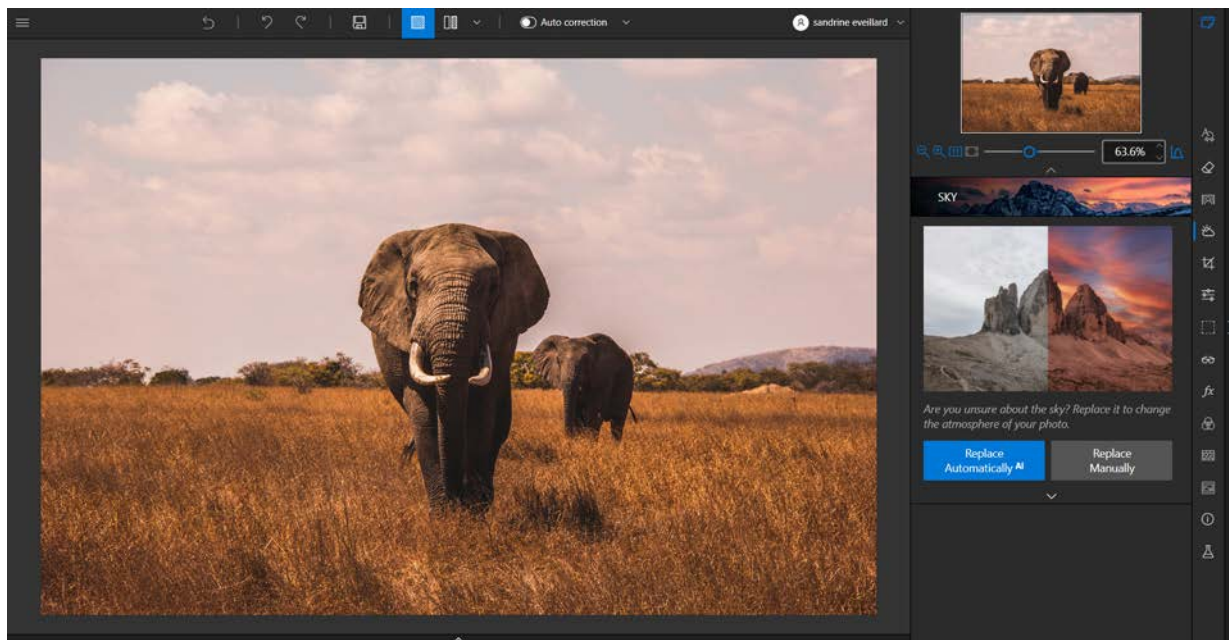 Auto correction
sandrine eveillard
63.6%
SKY
Are you unsure about the sky? Replace it to change
the atmosphere of your photo.
Replace
Automatically AI
Replace
Manually
fx